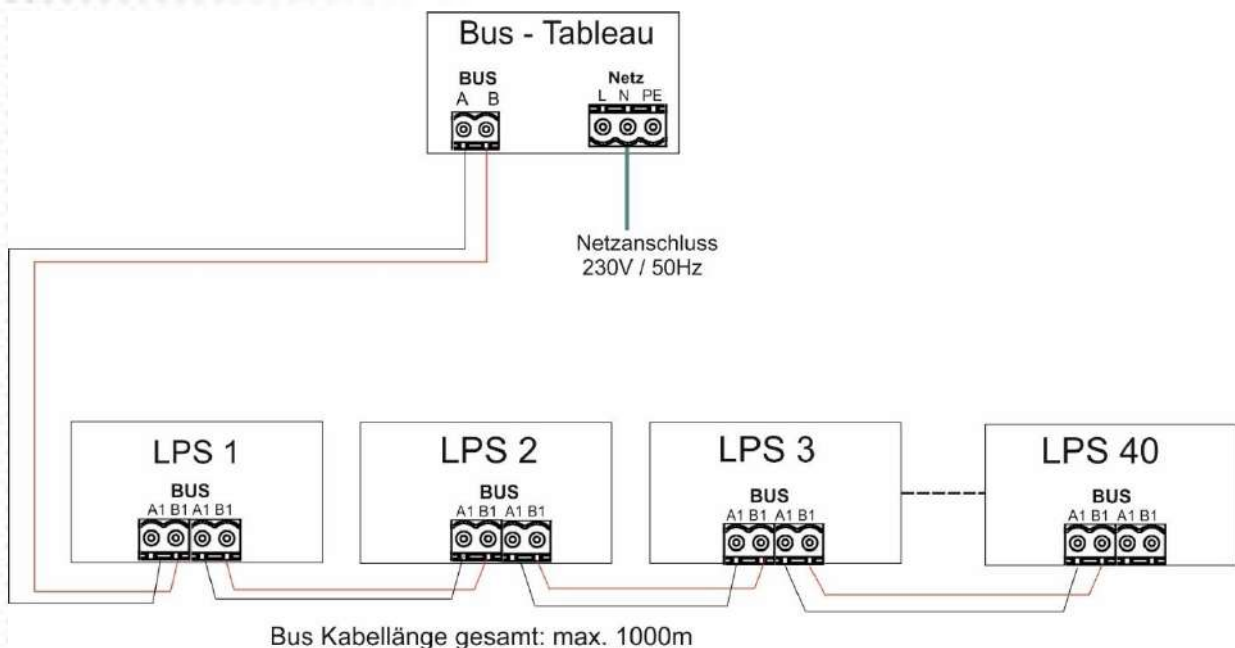 Bus - Tableau
BUS
A B
Netz
L N PE
Netzanschluss
230V / 50Hz
LPS 1
BUS
A1 B1 A1 B1
LPS 2
BUS
A1 B1 A1 B1
LPS 3
BUS
A1 B1 A1 B1
LPS 40
BUS
A1 B1 A1 B1
Bus Kabellänge gesamt: max. 1000m